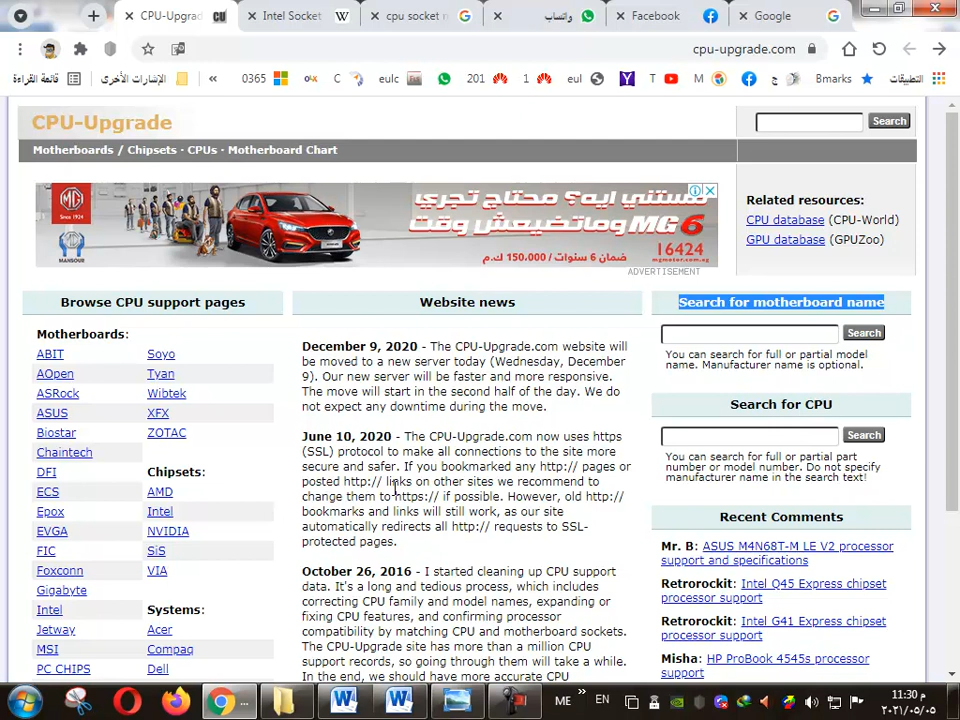 CPU-Upgrad
Intel Socket
cpu socket n
واتساب
Facebook
Google
cpu-upgrade.com
قائمة القراءة
الإشارات الأخرى
«
0365
C
eulc
201
1
eul
T
M
ج
Bmarks
التطبيقات
CPU-Upgrade
Search
Motherboards / Chipsets · CPUs · Motherboard Chart
MG
Since 1924
MANSOUR
مستني ايه؟ محتاج تجري
وماتضيعش وقت
MG 6
ضمان 6 سنوات / 150,000 ك.م
16424
mgmotor.com.eg
ADVERTISEMENT
Related resources:
CPU database (CPU-World)
GPU database (GPUZoo)
Browse CPU support pages
Motherboards:
ABIT
AOpen
ASRock
ASUS
Biostar
Chaintech
DFI
ECS
Epox
EVGA
FIC
Foxconn
Gigabyte
Intel
Jetway
MSI
PC CHIPS
Soyo
Tyan
Wibtek
XFX
ZOTAC
Chipsets:
AMD
Intel
NVIDIA
SiS
VIA
Systems:
Acer
Compaq
Dell
Website news
December 9, 2020 - The CPU-Upgrade.com website will
be moved to a new server today (Wednesday, December
9). Our new server will be faster and more responsive.
The move will start in the second half of the day. We do
not expect any downtime during the move.
June 10, 2020 - The CPU-Upgrade.com now uses https
(SSL) protocol to make all connections to the site more
secure and safer. If you bookmarked any http:// pages or
posted http:// links on other sites we recommend to
change them to https:// if possible. However, old http://
bookmarks and links will still work, as our site
automatically redirects all http:// requests to SSL-
protected pages.
October 26, 2016 - I started cleaning up CPU support
data. It's a long and tedious process, which includes
correcting CPU family and model names, expanding or
fixing CPU features, and confirming processor
compatibility by matching CPU and motherboard sockets.
The CPU-Upgrade site has more than a million CPU
support records, so going through them will take a while.
In the end, we should have more accurate CPU
Search for motherboard name
Search
You can search for full or partial model
name. Manufacturer name is optional.
Search for CPU
Search
You can search for full or partial part
number or model number. Do not specify
manufacturer name in the search text!
Recent Comments
Mr. B: ASUS M4N68T-M LE V2 processor
support and specifications
Retrorockit: Intel Q45 Express chipset
processor support
Retrorockit: Intel G41 Express chipset
processor support
Misha: HP ProBook 4545s processor
support
ME
»
EN
11:30 م
٢٠٢١/٠٥/٠٥